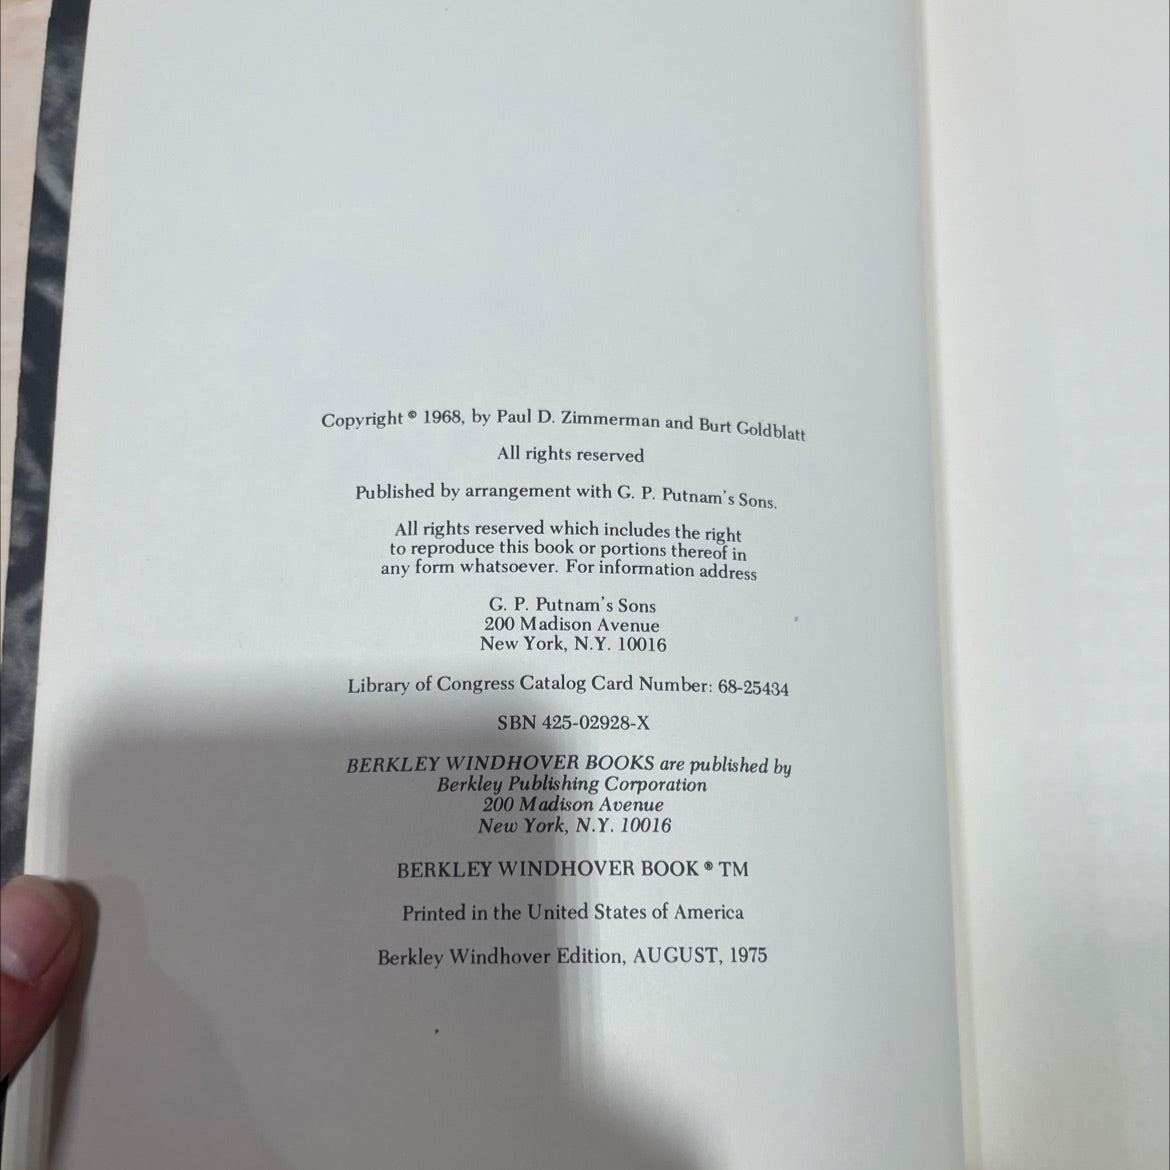 Copyright © 1968, by Paul D. Zimmerman and Burt Goldblatt
All rights reserved
Published by arrangement with G. P. Putnam's Sons.
All rights reserved which includes the right
to reproduce this book or portions thereof in
any form whatsoever. For information address
G. P. Putnam's Sons
200 Madison Avenue
New York, N.Y. 10016
Library of Congress Catalog Card Number: 68-25434
SBN 425-02928-X
BERKLEY WINDHOVER BOOKS are published by
Berkley Publishing Corporation
200 Madison Avenue
New York, N.Y. 10016
BERKLEY WINDHOVER BOOK ® TM
Printed in the United States of America
Berkley Windhover Edition, AUGUST, 1975